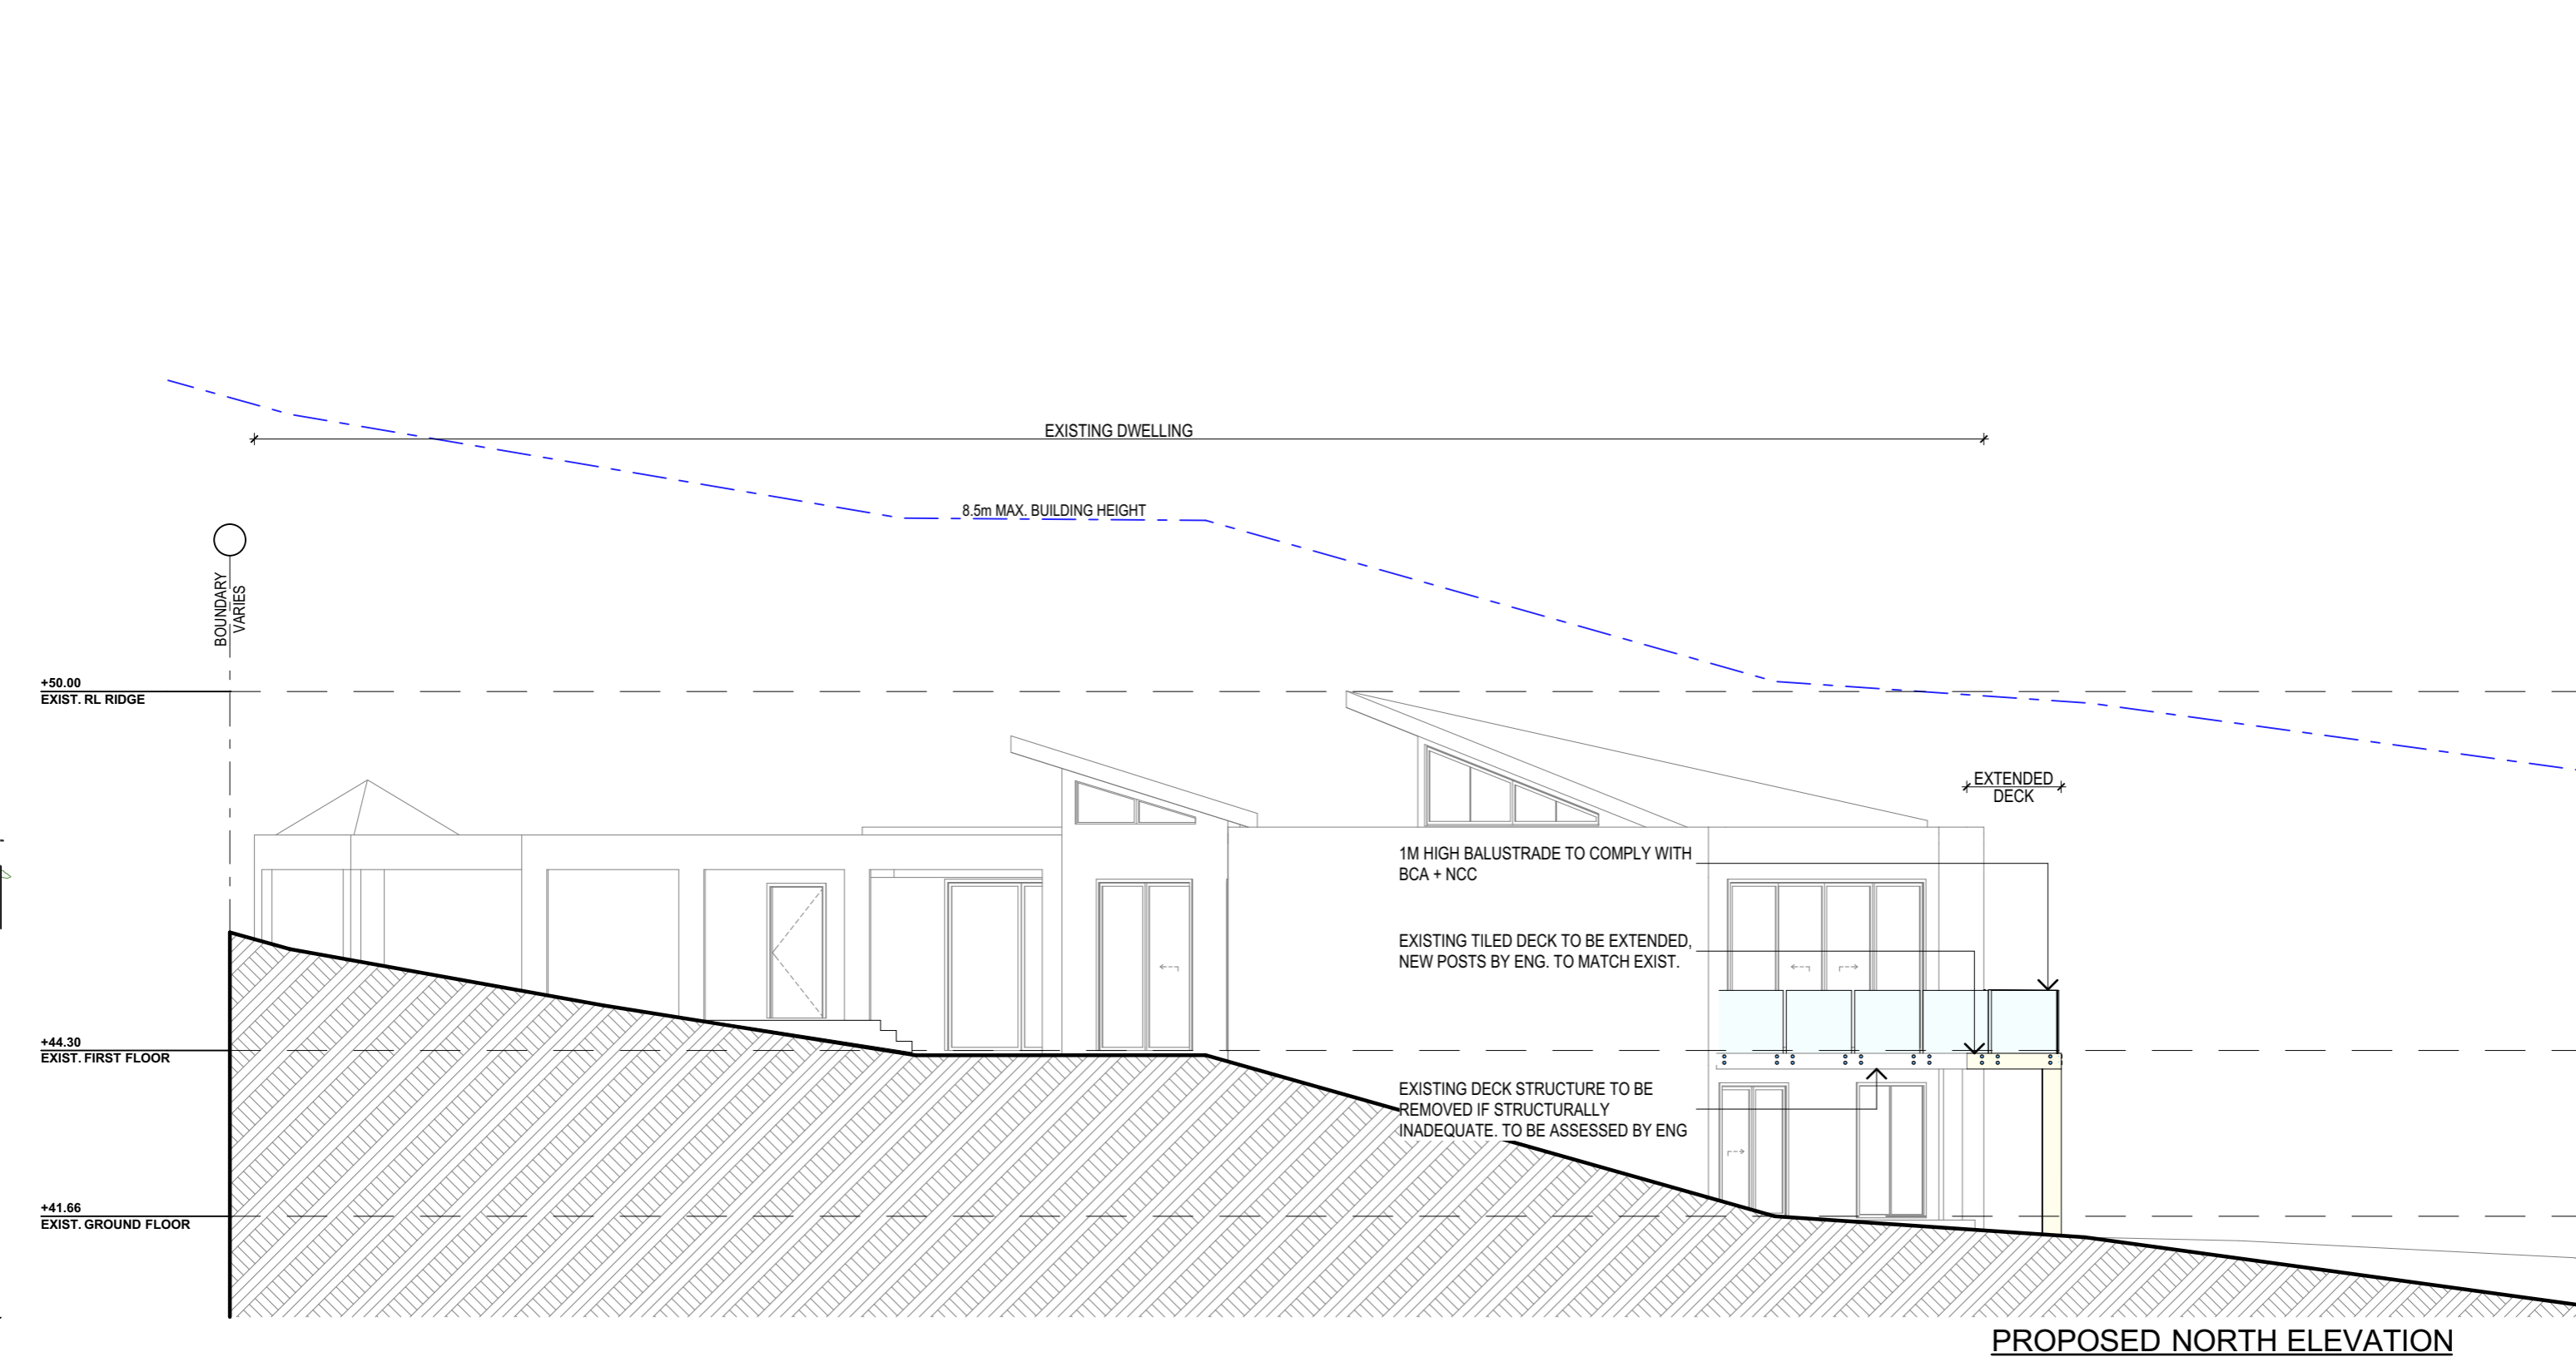 EXISTING DWELLING
8.5m MAX. BUILDING HEIGHT
BOUNDARY
VARIES
+50.00
EXIST. RL RIDGE
EXTENDED
DECK
1M HIGH BALUSTRADE TO COMPLY WITH
BCA + NCC
EXISTING TILED DECK TO BE EXTENDED,
NEW POSTS BY ENG. TO MATCH EXIST.
+44.30
EXIST. FIRST FLOOR
EXISTING DECK STRUCTURE TO BE
REMOVED IF STRUCTURALLY
INADEQUATE. TO BE ASSESSED BY ENG
+41.66
EXIST. GROUND FLOOR
PROPOSED NORTH ELEVATION